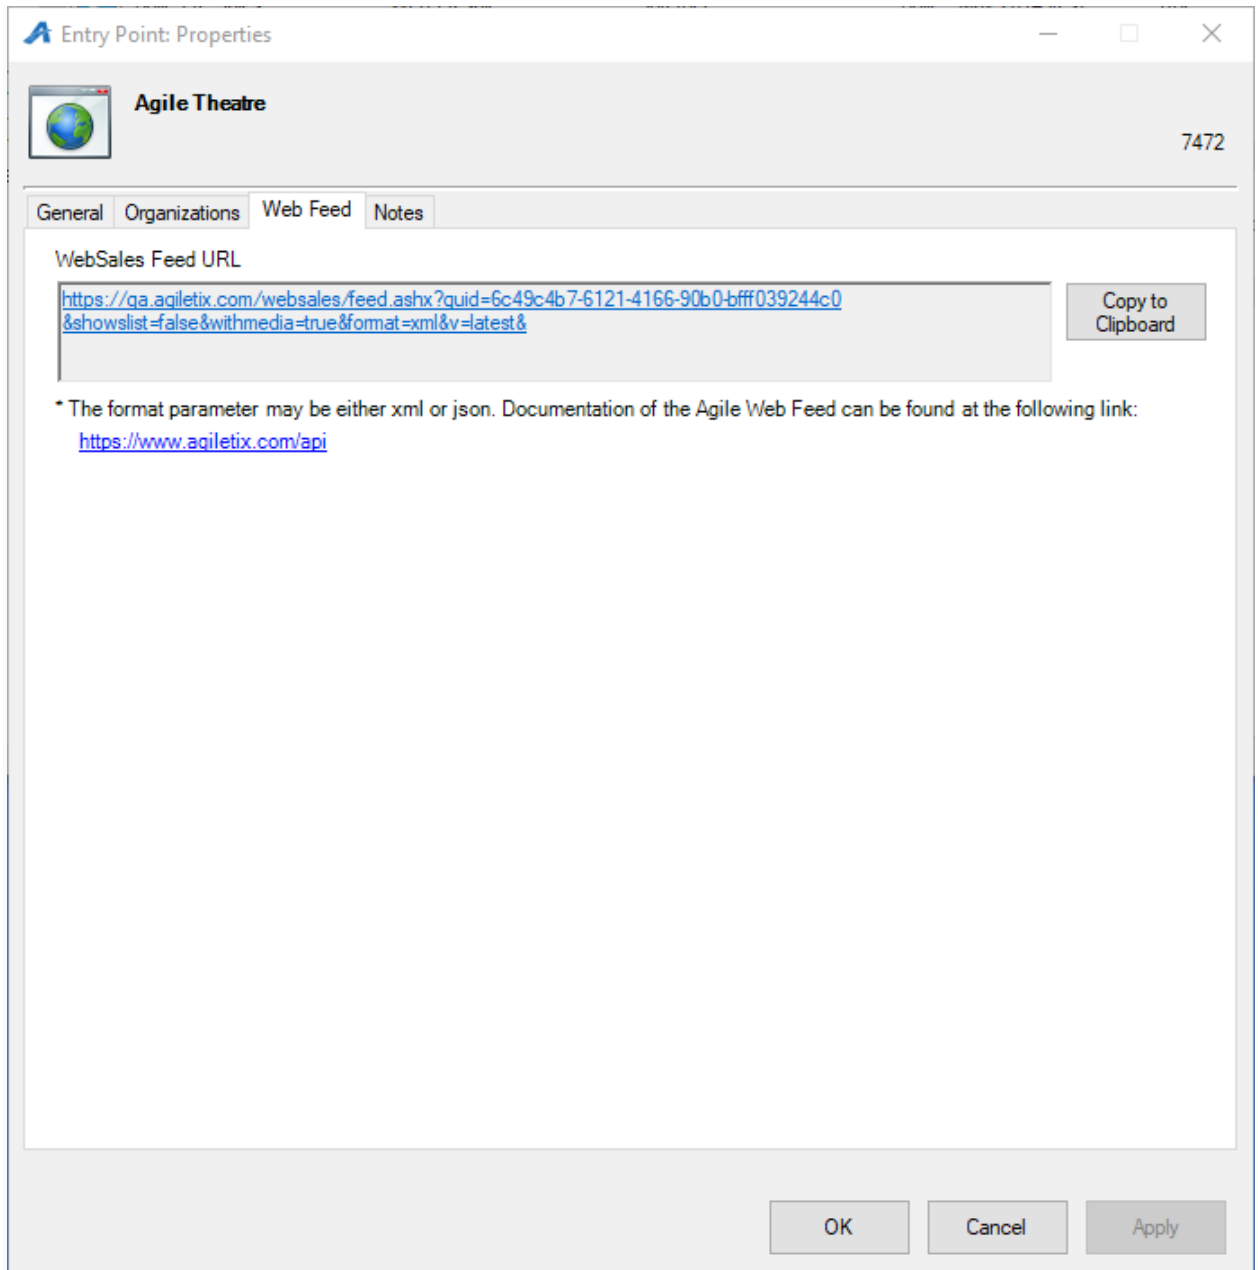 Entry Point: Properties
Agile Theatre
7472
General Organizations Web Feed Notes
WebSales Feed URL
https://qa.agiletix.com/websales/feed.ashx?guid=6c49c4b7-6121-4166-90b0-bfff039244c0
&showslist=false&withmedia=true&format=xml&v=latest&
Copy to
Clipboard
* The format parameter may be either xml or json. Documentation of the Agile Web Feed can be found at the following link:
https://www.agiletix.com/api
OK Cancel Apply